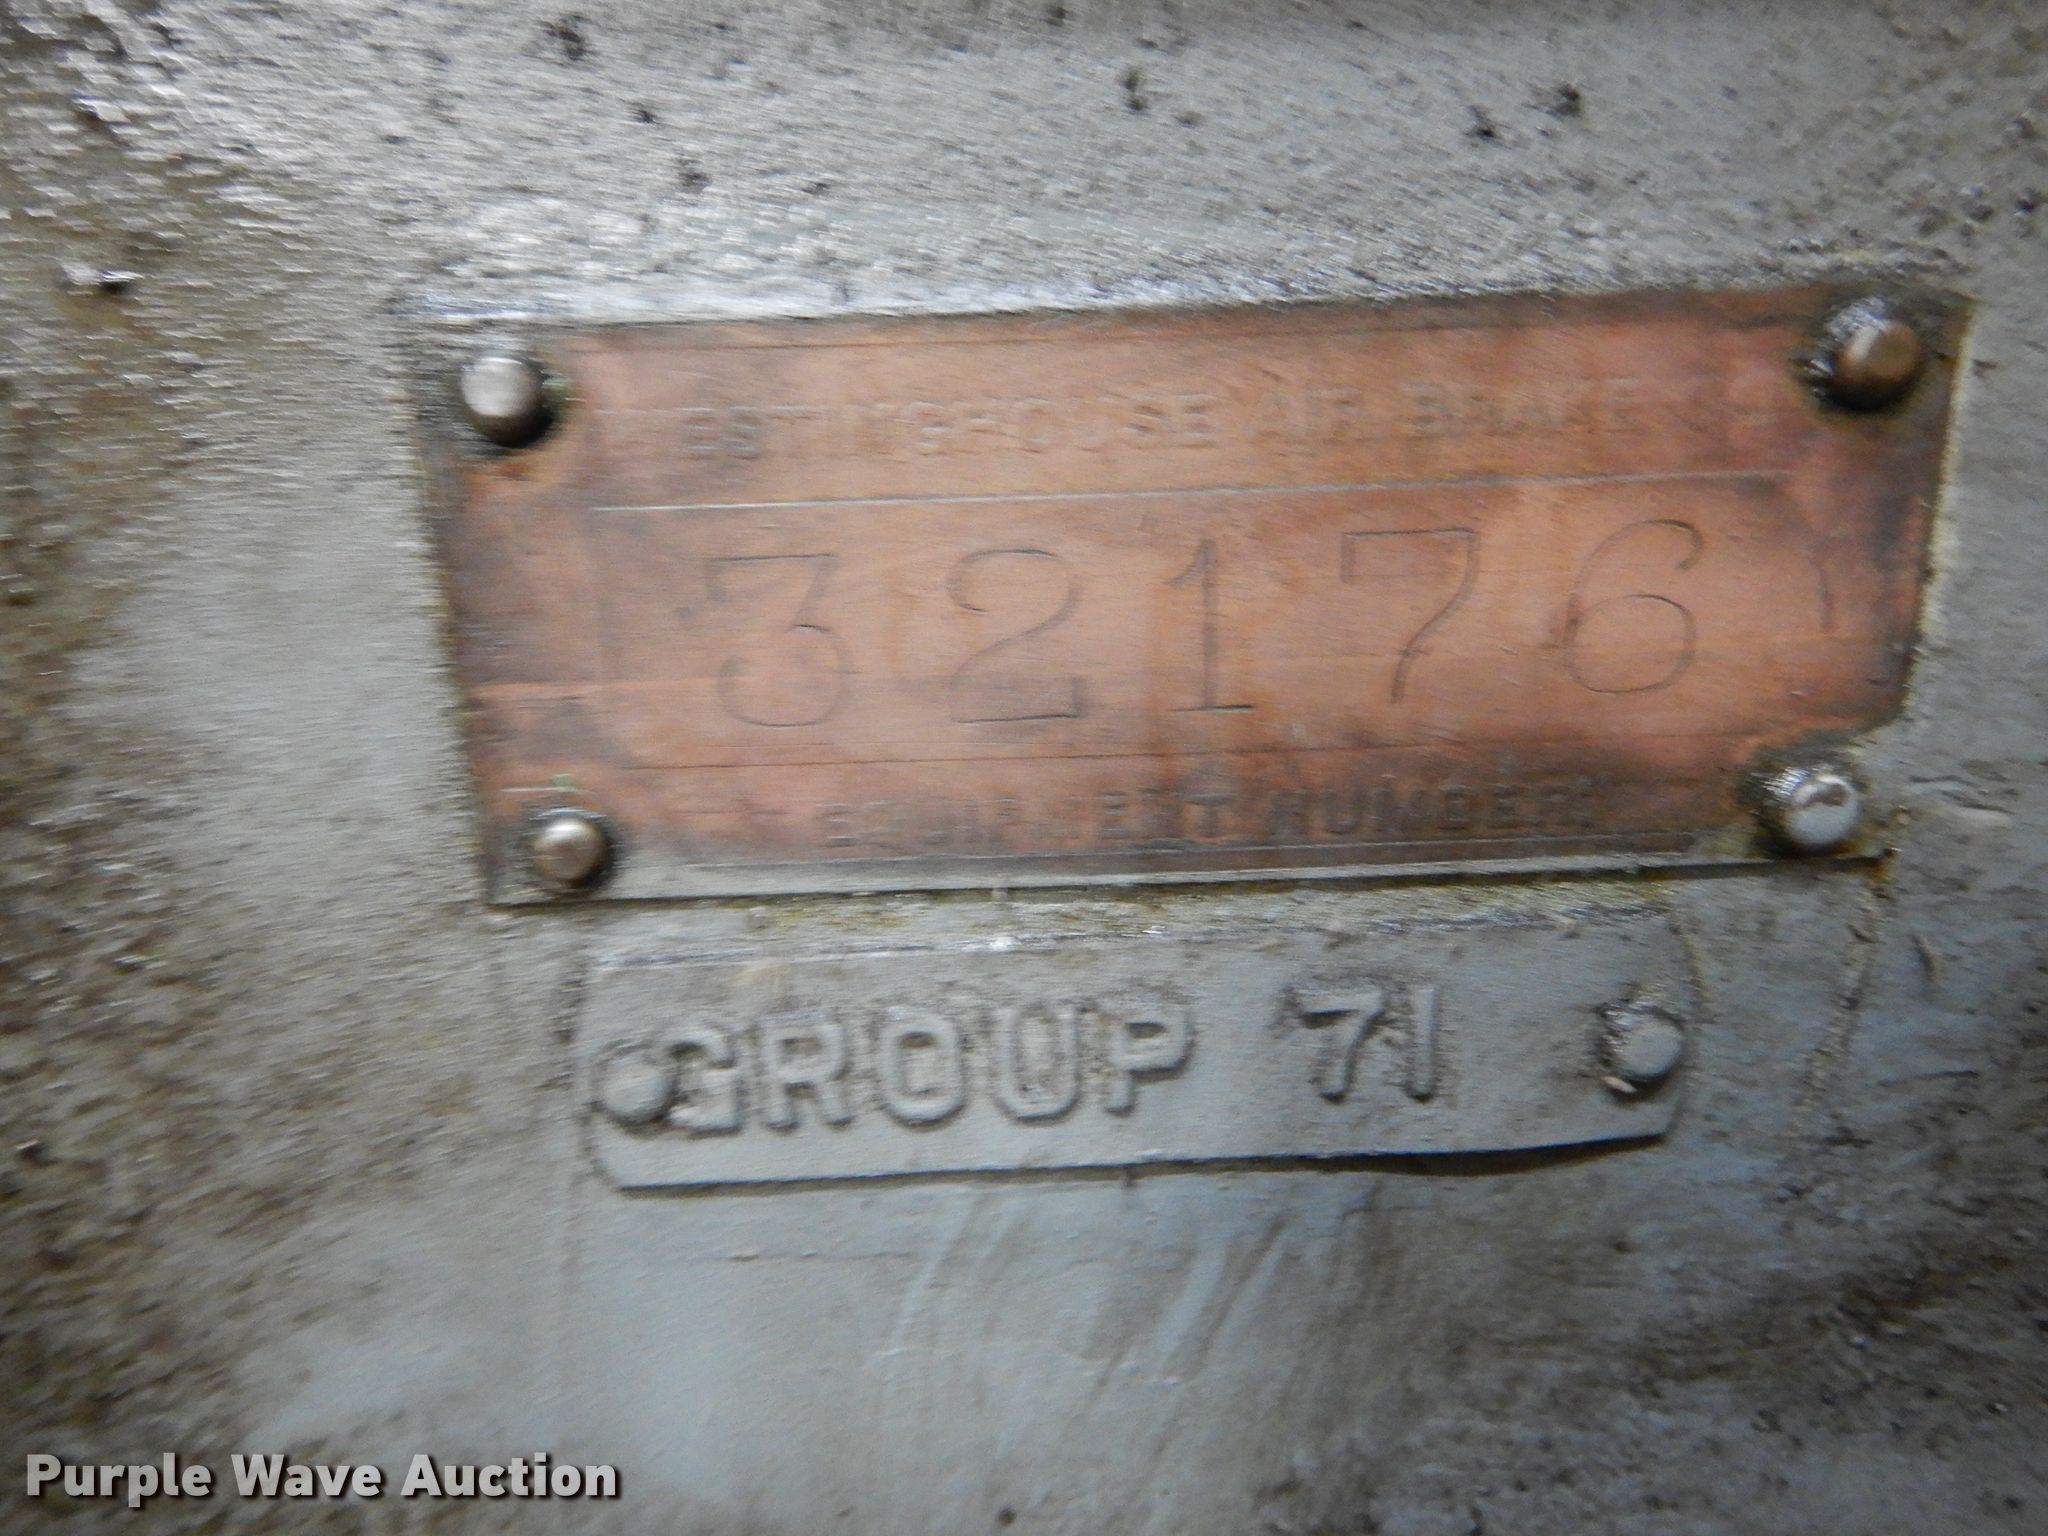 WESTINGHOUSE AIR BRAKE
32176
EQUIPMENT NUMBER
GROUP 71
Purple Wave Auction